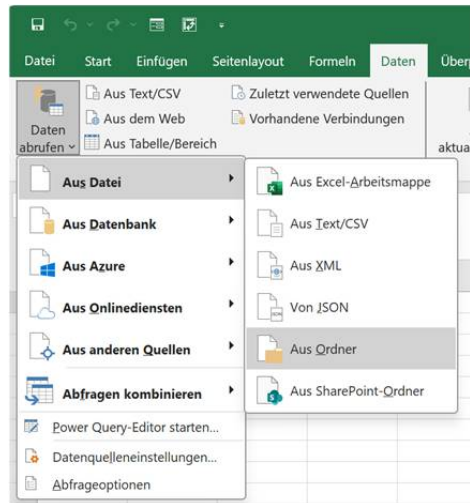 Datei Start Einfügen Seitenlayout Formeln Daten Über
Daten
abrufen
Aus Text/CSV
Aus dem Web
Aus Tabelle/Bereich
Zuletzt verwendete Quellen
Vorhandene Verbindungen
aktua
Aus Datei
Aus Datenbank
Aus Azure
Aus Onlinediensten
Aus anderen Quellen
Abfragen kombinieren
Power Query-Editor starten...
Datenquelleneinstellungen...
Abfrageoptionen
Aus Excel-Arbeitsmappe
Aus Text/CSV
Aus XML
Von JSON
Aus Ordner
Aus SharePoint-Ordner